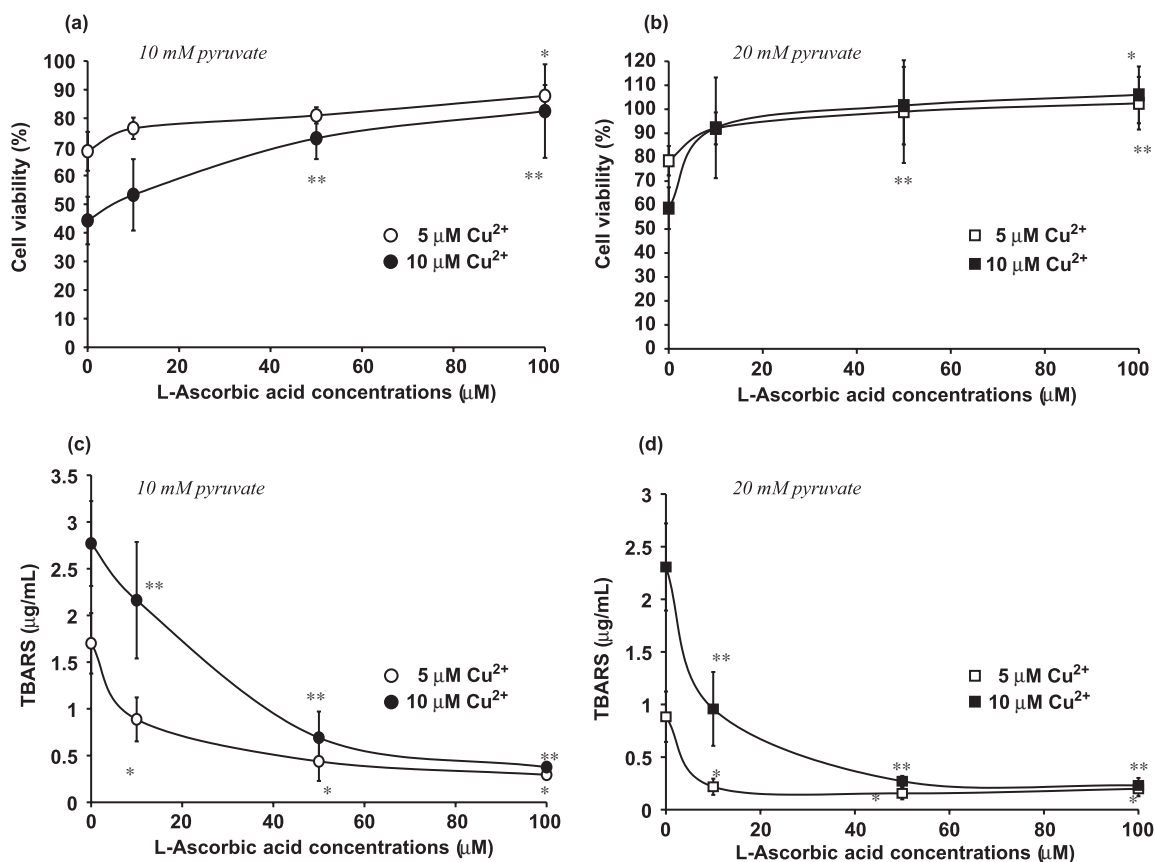 (a)
10 mM pyruvate
*
100
90
80
70
60
50
40
30
20
10
0
Cell viability (%)
**
**
5 μM Cu²⁺
10 μM Cu²⁺
0 20 40 60 80 100
L-Ascorbic acid concentrations (μM)
(b)
20 mM pyruvate
*
120
110
100
90
80
70
60
50
40
30
20
10
0
Cell viability (%)
**
**
5 μM Cu²⁺
10 μM Cu²⁺
0 20 40 60 80 100
L-Ascorbic acid concentrations (μM)
(c)
10 mM pyruvate
3.5
3
2.5
2
1.5
1
0.5
0
TBARS (μg/mL)
**
**
**
*
*
*
5 μM Cu²⁺
10 μM Cu²⁺
0 20 40 60 80 100
L-Ascorbic acid concentrations (μM)
(d)
20 mM pyruvate
3
2.5
2
1.5
1
0.5
0
TBARS (μg/mL)
**
**
**
*
*
*
5 μM Cu²⁺
10 μM Cu²⁺
0 20 40 60 80 100
L-Ascorbic acid concentrations (μM)